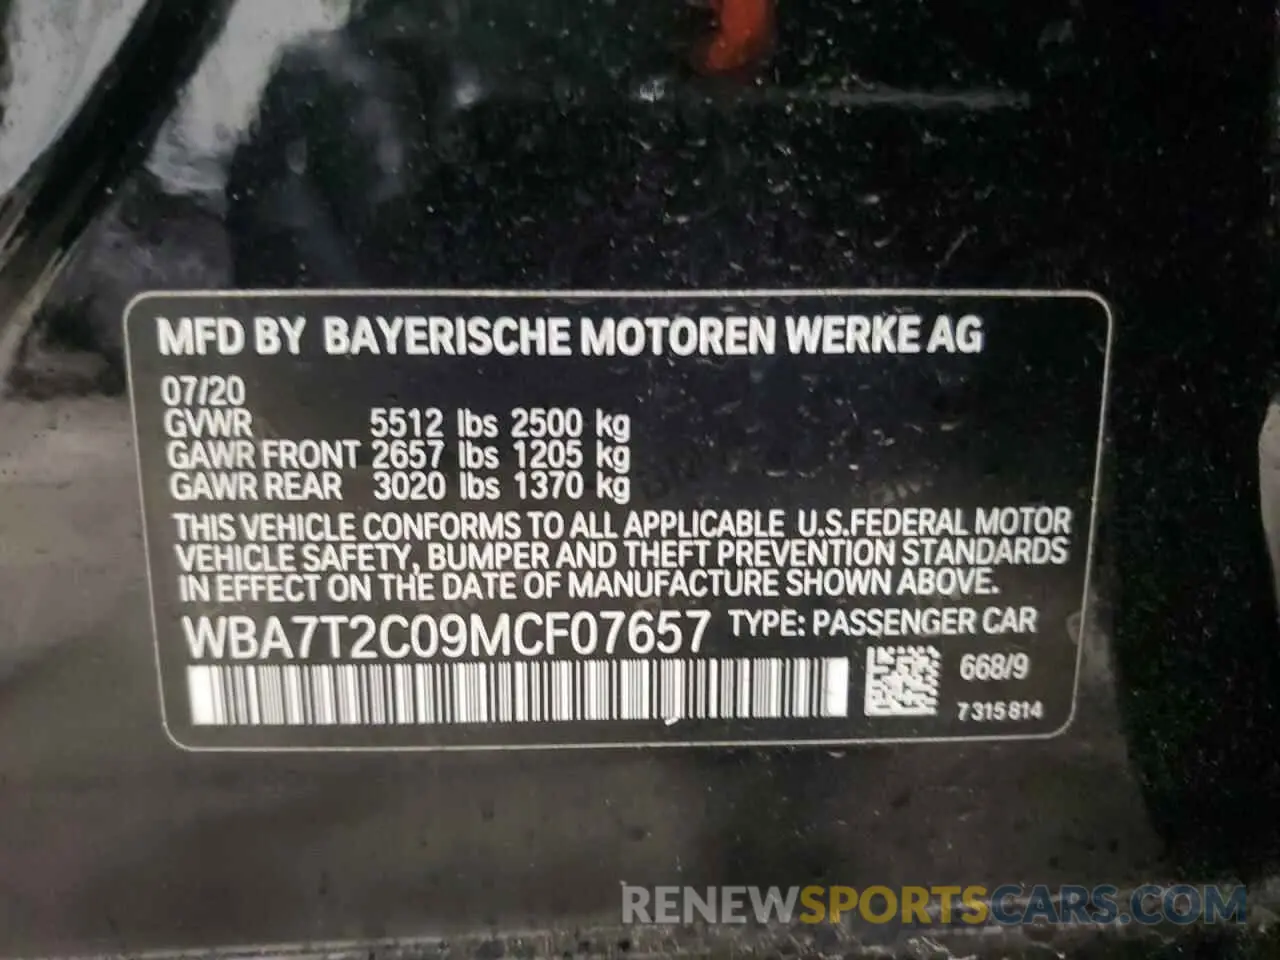 MFD BY BAYERISCHE MOTOREN WERKE AG
07/20
GVWR 5512 lbs 2500 kg
GAWR FRONT 2657 lbs 1205 kg
GAWR REAR 3020 lbs 1370 kg
THIS VEHICLE CONFORMS TO ALL APPLICABLE U.S.FEDERAL MOTOR
VEHICLE SAFETY, BUMPER AND THEFT PREVENTION STANDARDS
IN EFFECT ON THE DATE OF MANUFACTURE SHOWN ABOVE.
WBA7T2C09MCF07657 TYPE: PASSENGER CAR
668/9
7315814
RENEWSPORTSCARS.COM